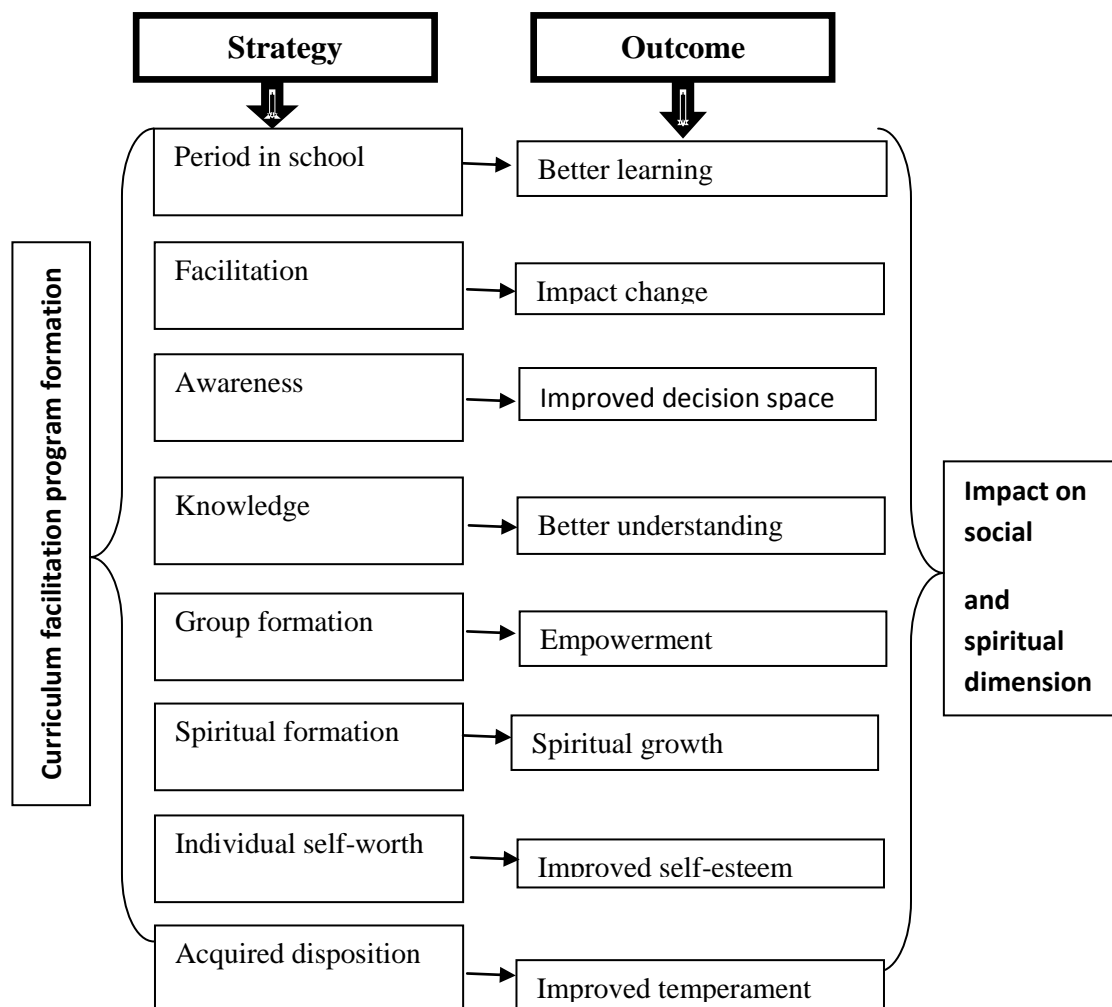 Strategy
Outcome
Curriculum facilitation program formation
Period in school
Better learning
Facilitation
Impact change
Awareness
Improved decision space
Knowledge
Better understanding
Group formation
Empowerment
Spiritual formation
Spiritual growth
Individual self-worth
Improved self-esteem
Acquired disposition
Improved temperament
Impact on
social
and
spiritual
dimension